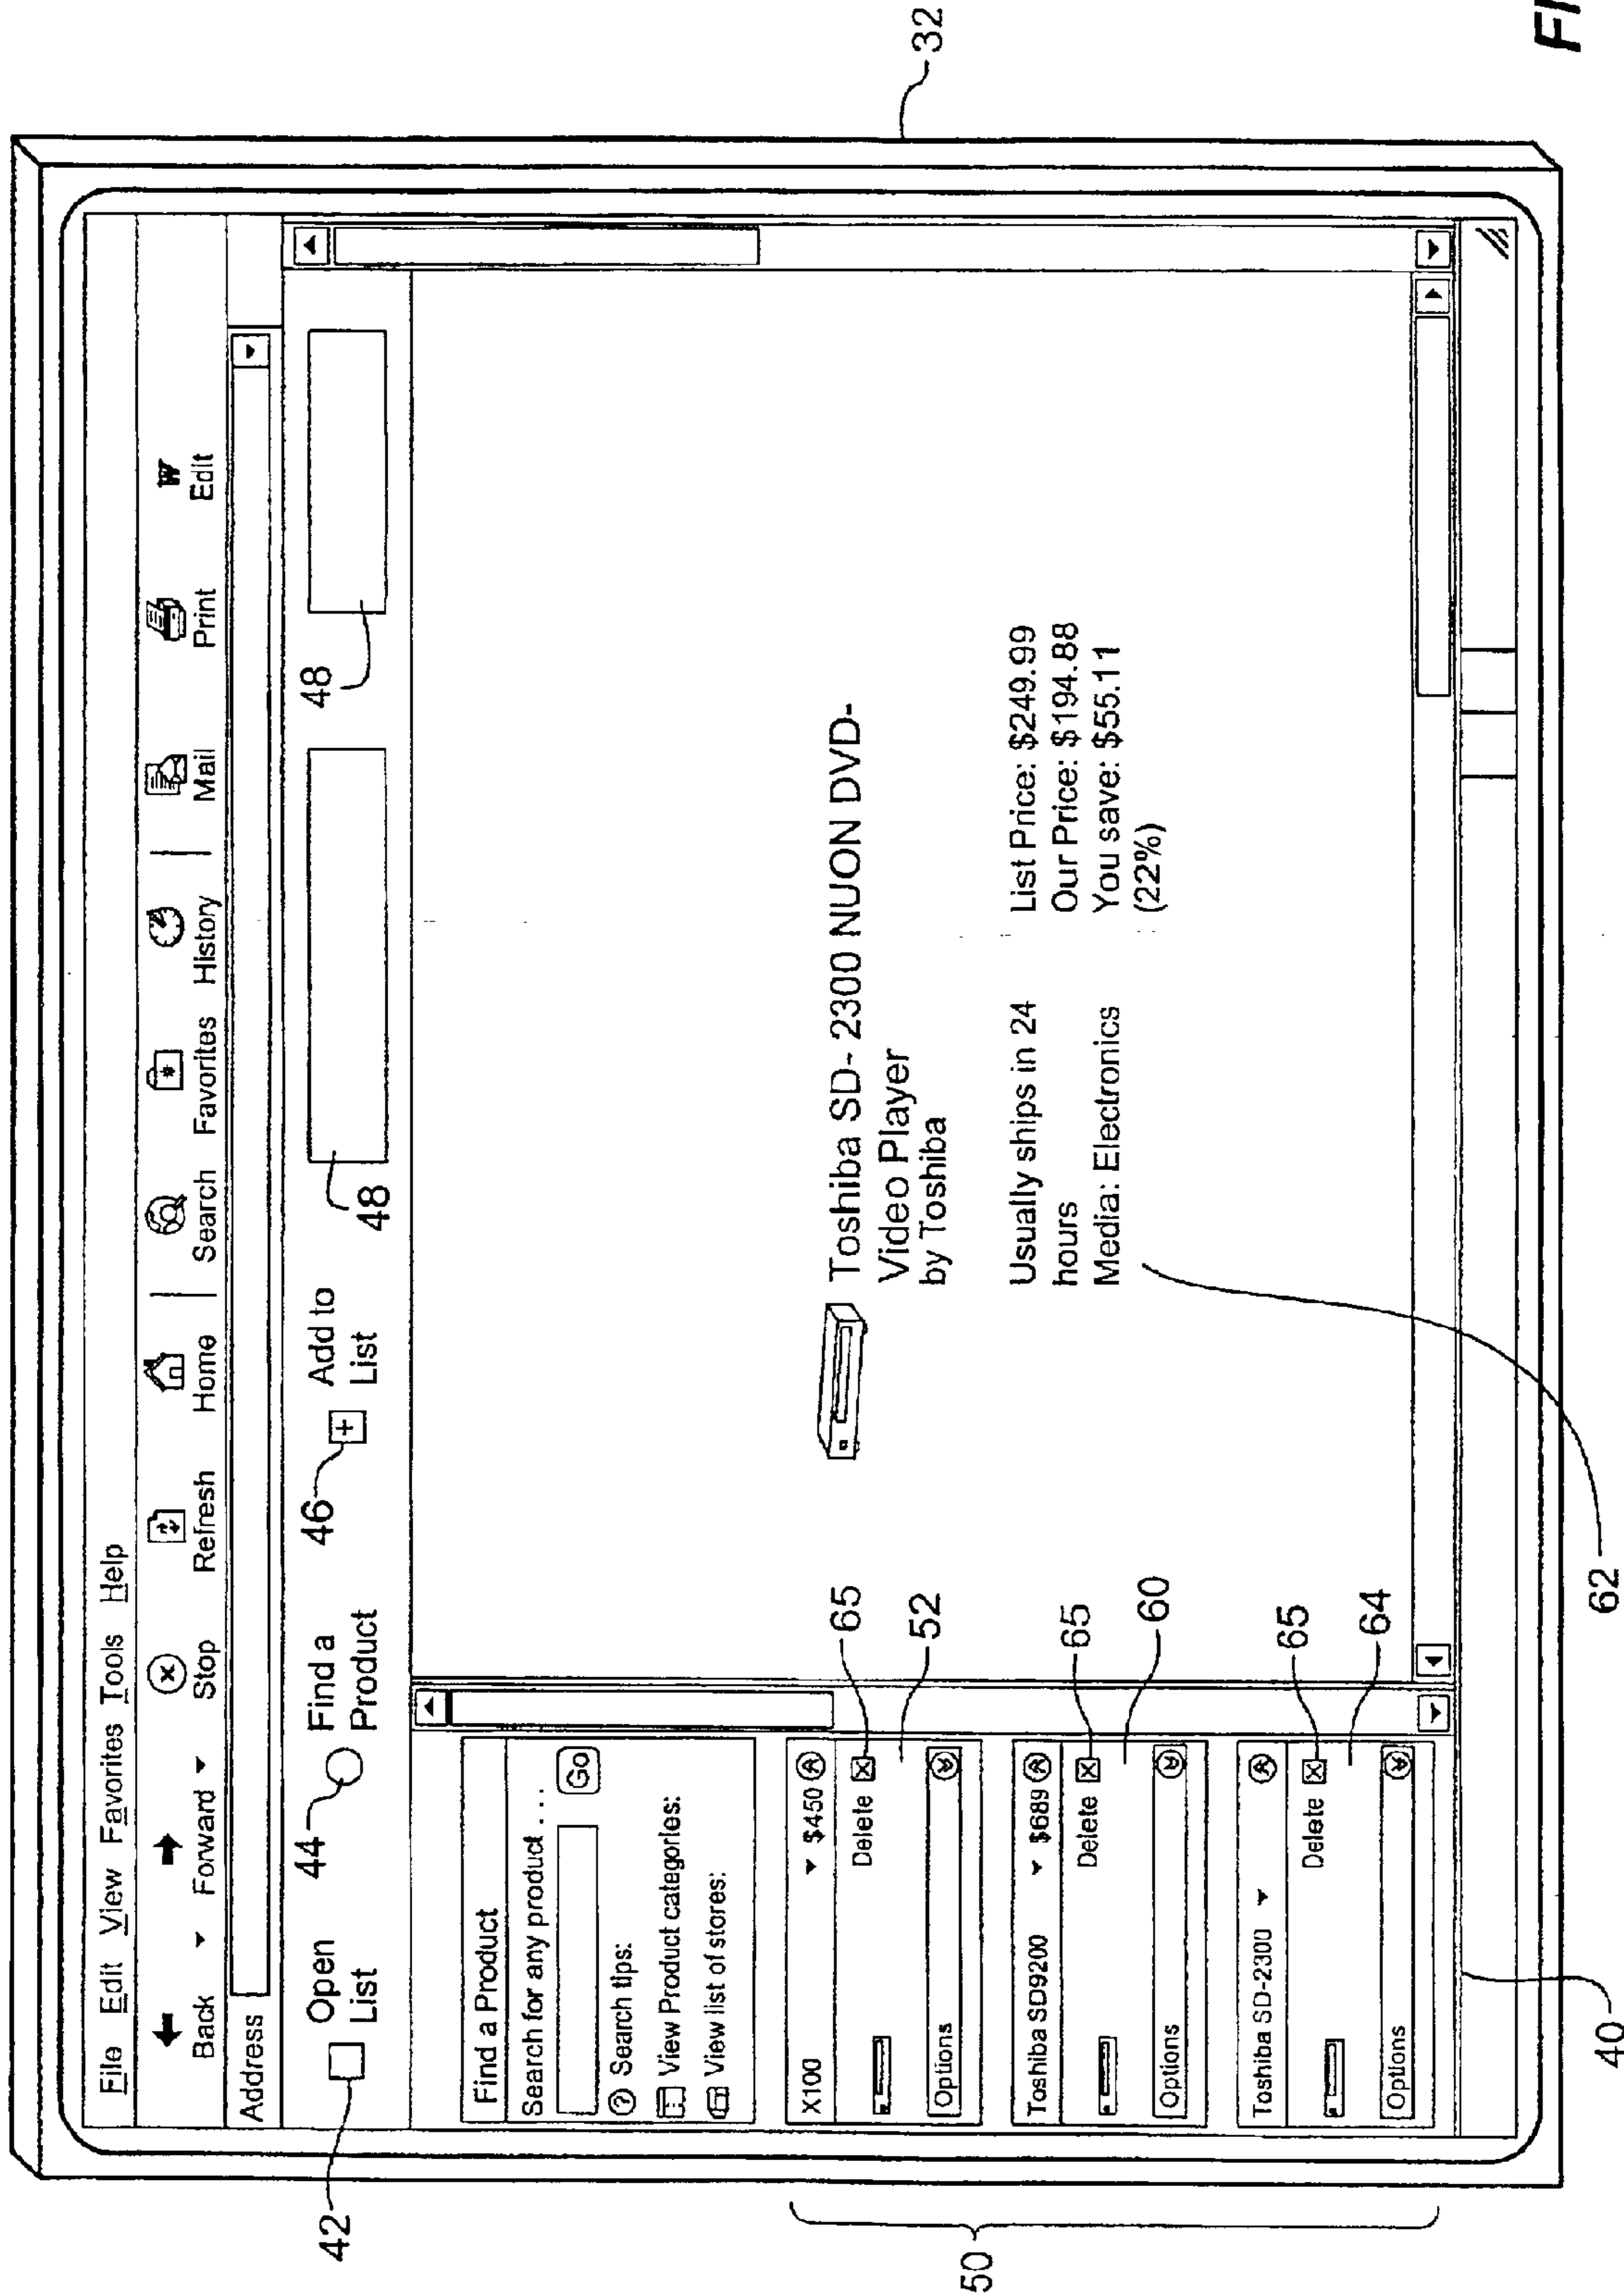 File Edit View Favorites Tools Help
Back Forward Stop Refresh Home Search Favorites History Mail Print Edit
Address
42
Open
List
44
Find a
Product
46
Add to
List
48
48
32
Find a Product
Search for any product . . .
Go
Search tips:
View Product categories:
View list of stores:
50
X100 $450
Delete
65
52
Options
Toshiba SD9200 $689
Delete
65
60
Options
Toshiba SD-2300
Delete
65
64
Options
Toshiba SD- 2300 NUON DVD-
Video Player
by Toshiba
Usually ships in 24
hours
Media: Electronics
List Price: $249.99
Our Price: $194.88
You save: $55.11
(22%)
40
62